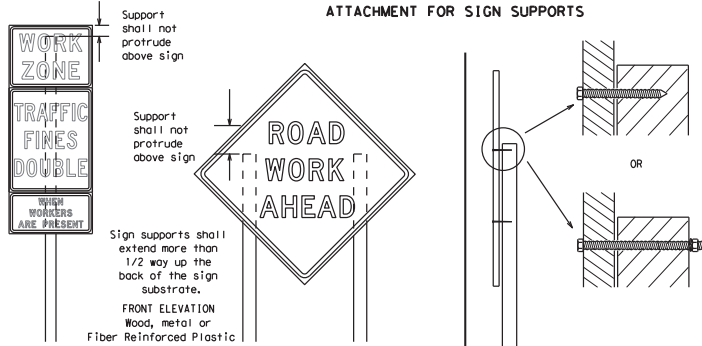 ATTACHMENT FOR SIGN SUPPORTS
Support
shall not
protrude
above sign
WORK
ZONE
TRAFFIC
FINES
DOUBLE
WHEN
WORKERS
ARE PRESENT
Support
shall not
protrude
above sign
ROAD
WORK
AHEAD
Sign supports shall
extend more than
1/2 way up the
back of the sign
substrate.
FRONT ELEVATION
Wood, metal or
Fiber Reinforced Plastic
OR